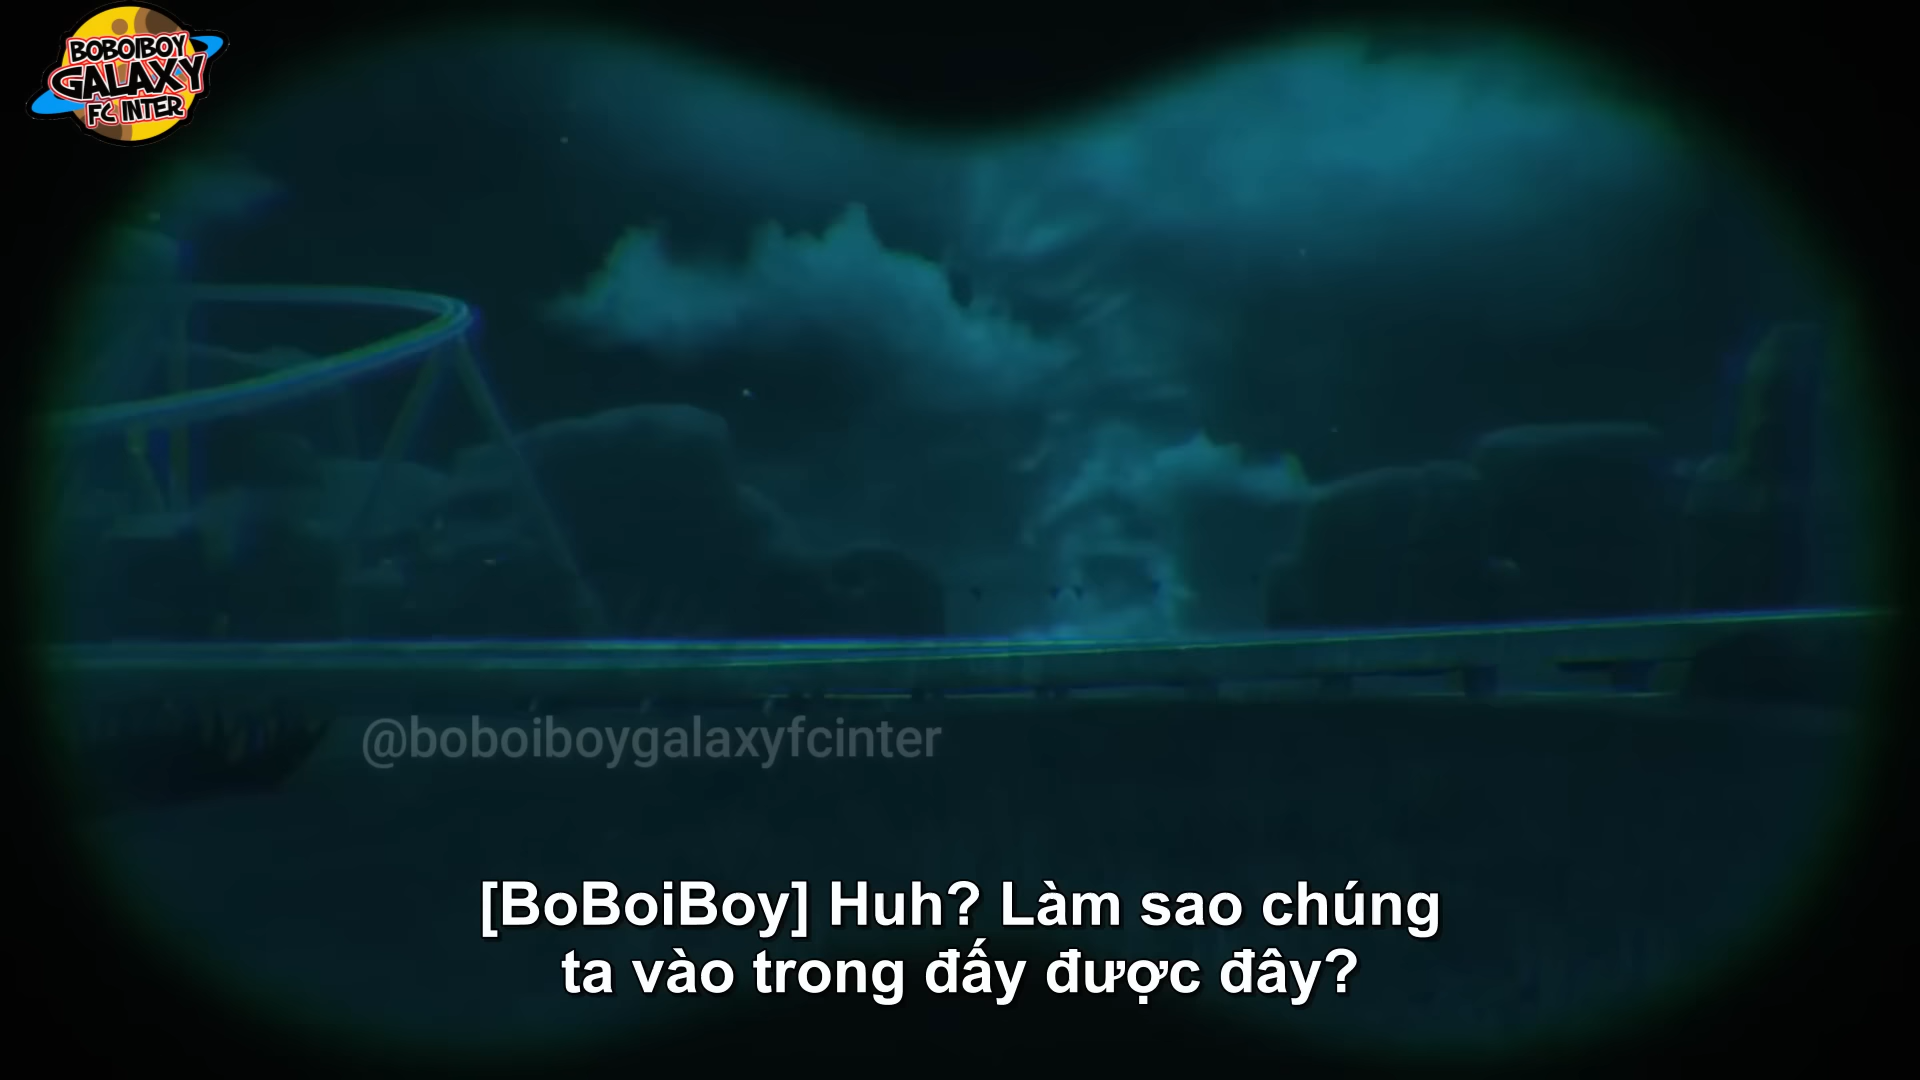 BOBOIBOY
GALAXY
FC INTER
@boboiboygalaxyfcinter
[BoBoiBoy] Huh? Làm sao chúng
ta vào trong đấy được đây?